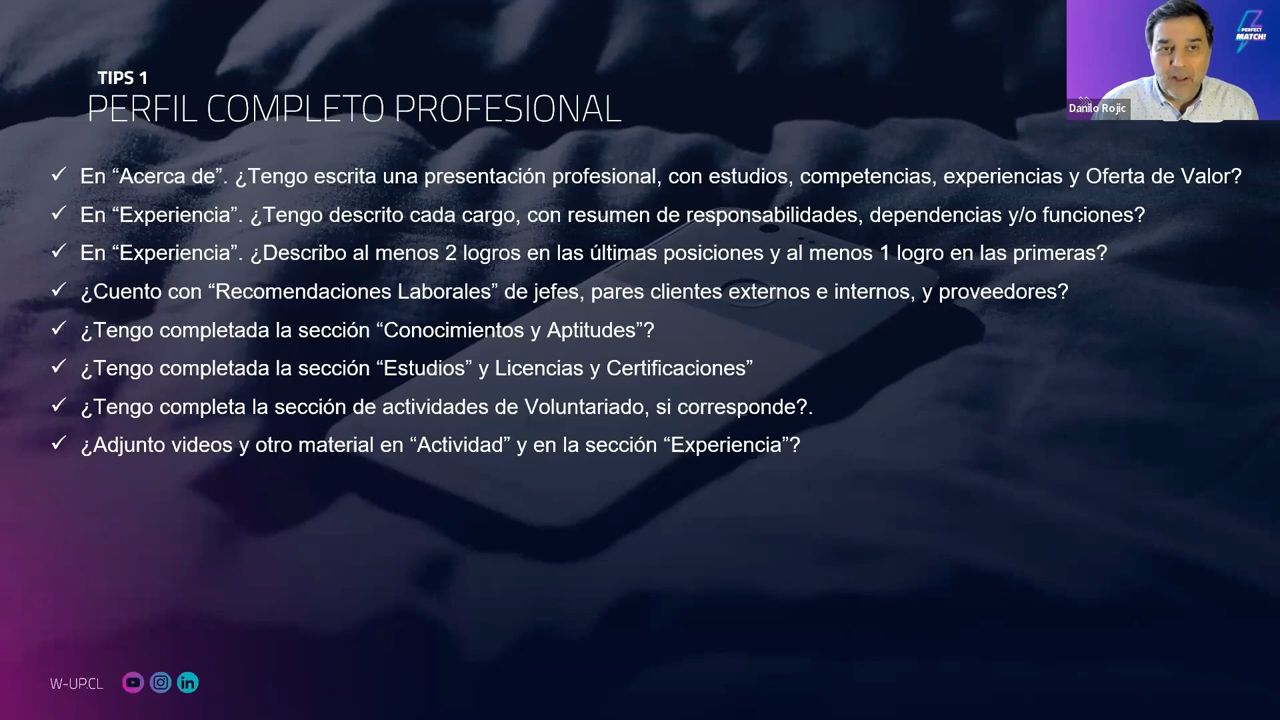 PERFECT
MATCH!
Danilo Rojic
TIPS 1
PERFIL COMPLETO PROFESIONAL
✓ En “Acerca de”. ¿Tengo escrita una presentación profesional, con estudios, competencias, experiencias y Oferta de Valor?
✓ En “Experiencia”. ¿Tengo descrito cada cargo, con resumen de responsabilidades, dependencias y/o funciones?
✓ En “Experiencia”. ¿Describo al menos 2 logros en las últimas posiciones y al menos 1 logro en las primeras?
✓ ¿Cuento con “Recomendaciones Laborales” de jefes, pares clientes externos e internos, y proveedores?
✓ ¿Tengo completada la sección “Conocimientos y Aptitudes”?
✓ ¿Tengo completada la sección “Estudios” y Licencias y Certificaciones”
✓ ¿Tengo completa la sección de actividades de Voluntariado, si corresponde?.
✓ ¿Adjunto videos y otro material en “Actividad” y en la sección “Experiencia”?
W-UP.CL
in